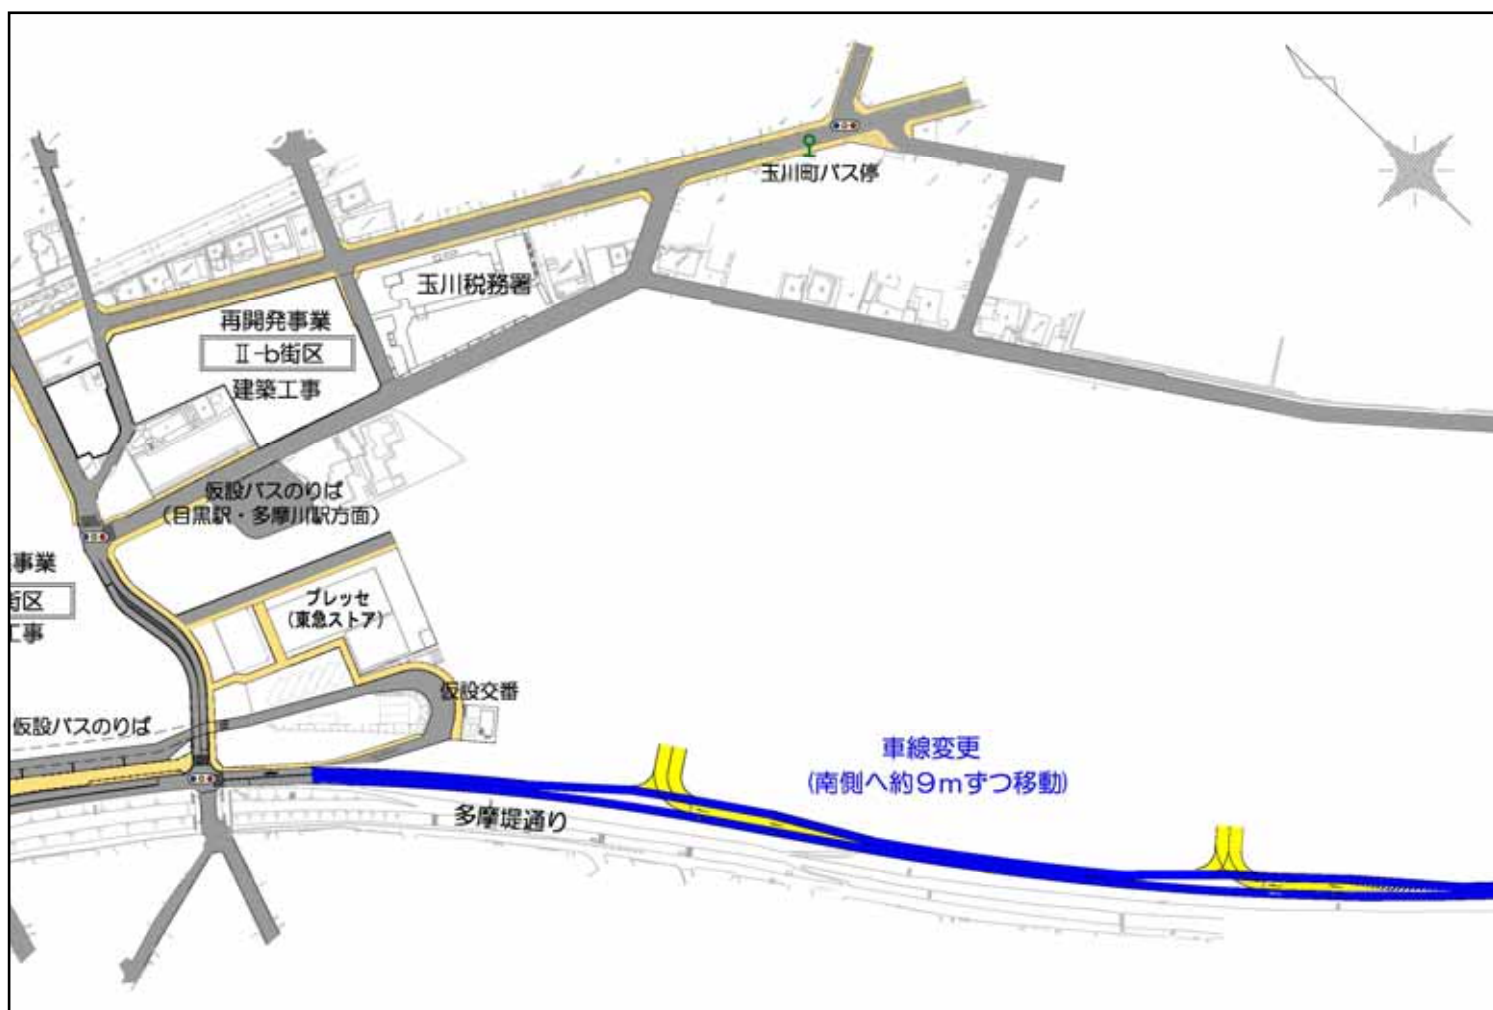 玉川町バス停
玉川税務署
再開発事業
Ⅱ-b街区
建築工事
仮設バスのりば
（目黒駅・多摩川駅方面）
事業
街区
工事
プレッセ
（東急ストア）
仮設交番
仮設バスのりば
車線変更
（南側へ約９ｍずつ移動）
多摩堤通り